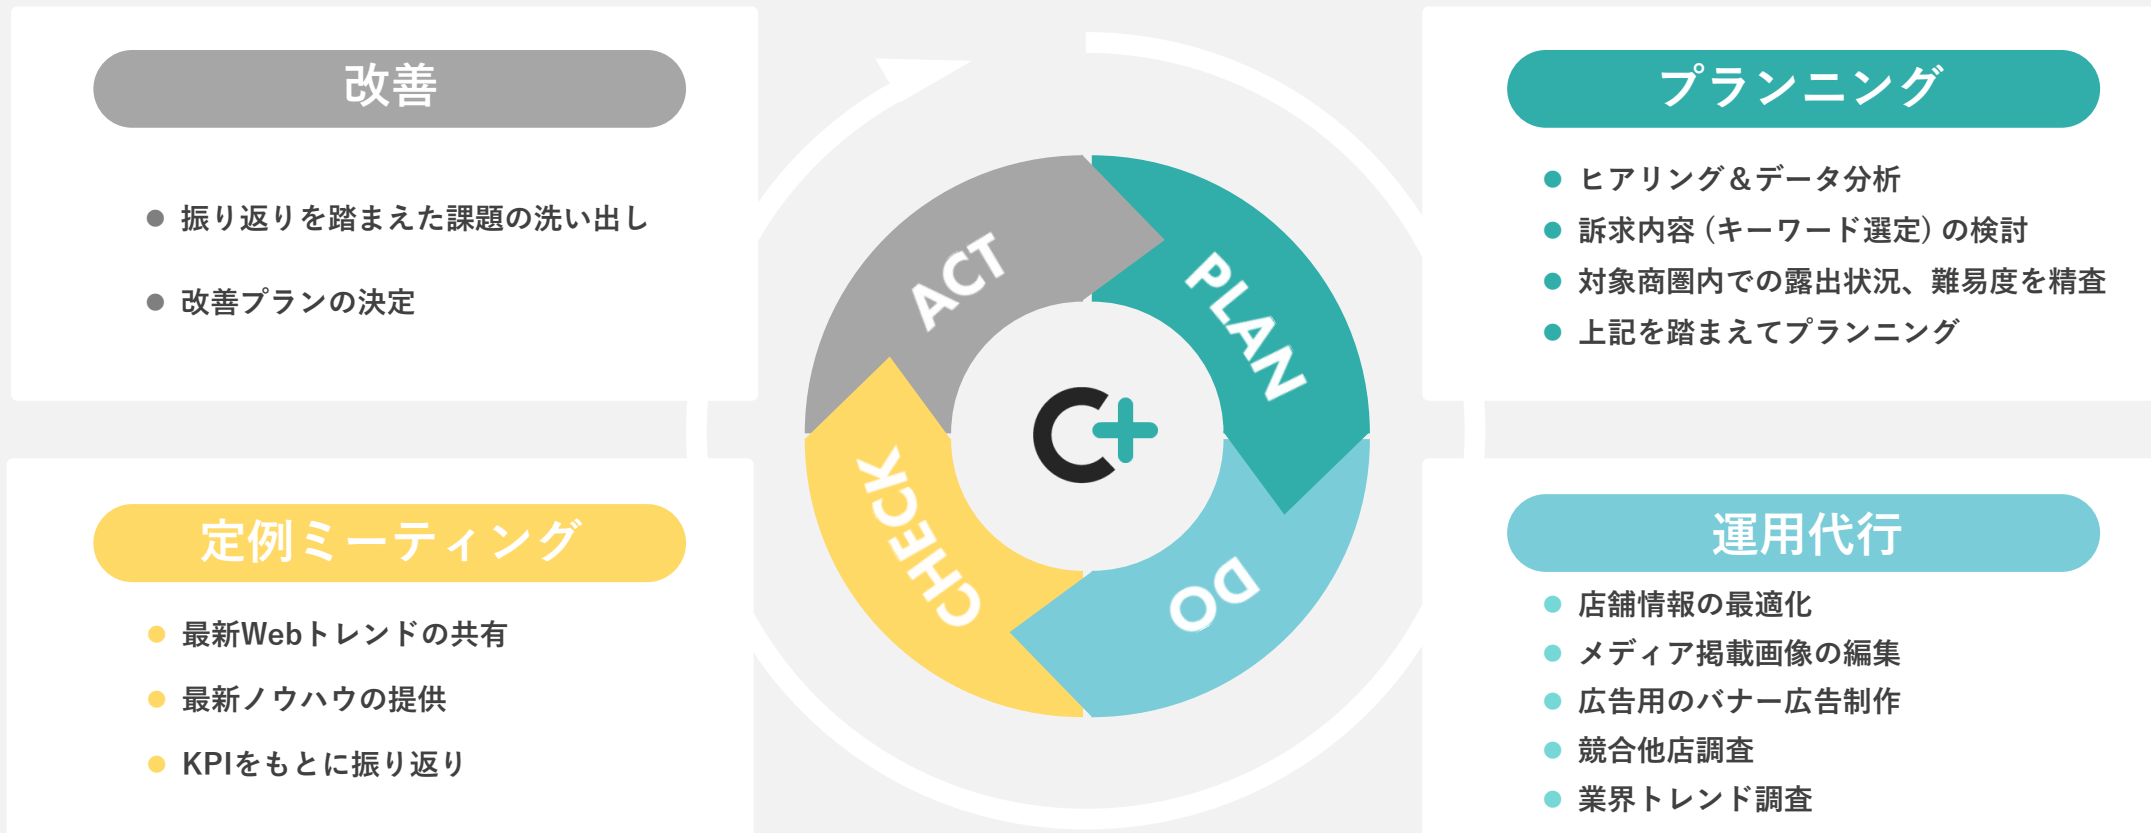 改善
振り返りを踏まえた課題の洗い出し
改善プランの決定
プランニング
ヒアリング＆データ分析
訴求内容 (キーワード選定) の検討
対象商圏内での露出状況、難易度を精査
上記を踏まえてプランニング
ACT
PLAN
C+
CHECK
DO
定例ミーティング
最新Webトレンドの共有
最新ノウハウの提供
KPIをもとに振り返り
運用代行
店舗情報の最適化
メディア掲載画像の編集
広告用のバナー広告制作
競合他店調査
業界トレンド調査